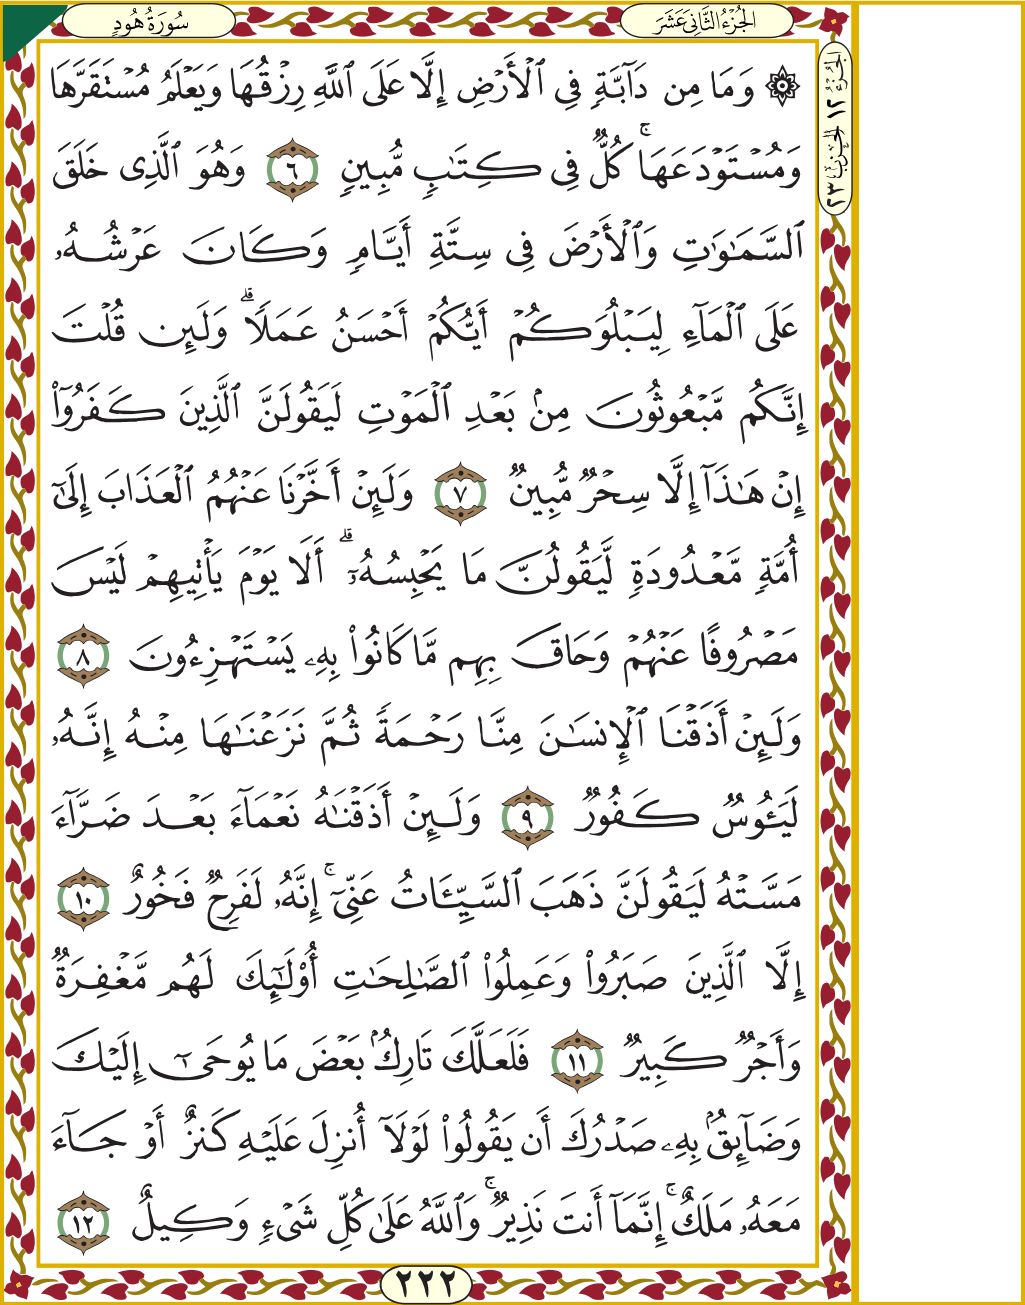 سُورَةُ هُودٍ
الجُزْءُ الثَّانِىَ عَشَرَ
الجُزْءُ ١٢ الحِزْبُ ٢٣
۞ وَمَا مِن دَآبَّةٖ فِي ٱلۡأَرۡضِ إِلَّا عَلَى ٱللَّهِ رِزۡقُهَا وَيَعۡلَمُ مُسۡتَقَرَّهَا
وَمُسۡتَوۡدَعَهَاۚ كُلّٞ فِي كِتَٰبٖ مُّبِينٖ ٦ وَهُوَ ٱلَّذِى خَلَقَ
ٱلسَّمَٰوَٰتِ وَٱلۡأَرۡضَ فِى سِتَّةِ أَيَّامٖ وَكَانَ عَرۡشُهُۥ
عَلَى ٱلۡمَآءِ لِيَبۡلُوَكُمۡ أَيُّكُمۡ أَحۡسَنُ عَمَلٗاۗ وَلَئِن قُلۡتَ
إِنَّكُم مَّبۡعُوثُونَ مِنۢ بَعۡدِ ٱلۡمَوۡتِ لَيَقُولَنَّ ٱلَّذِينَ كَفَرُوٓاْ
إِنۡ هَٰذَآ إِلَّا سِحۡرٞ مُّبِينٞ ٧ وَلَئِنۡ أَخَّرۡنَا عَنۡهُمُ ٱلۡعَذَابَ إِلَىٰٓ
أُمَّةٖ مَّعۡدُودَةٖ لَّيَقُولُنَّ مَا يَحۡبِسُهُۥٓۗ أَلَا يَوۡمَ يَأۡتِيهِمۡ لَيۡسَ
مَصۡرُوفًا عَنۡهُمۡ وَحَاقَ بِهِم مَّا كَانُواْ بِهِۦ يَسۡتَهۡزِءُونَ ٨
وَلَئِنۡ أَذَقۡنَا ٱلۡإِنسَٰنَ مِنَّا رَحۡمَةٗ ثُمَّ نَزَعۡنَٰهَا مِنۡهُ إِنَّهُۥ
لَيَـُٔوسٞ كَفُورٞ ٩ وَلَئِنۡ أَذَقۡنَٰهُ نَعۡمَآءَ بَعۡدَ ضَرَّآءَ
مَسَّتۡهُ لَيَقُولَنَّ ذَهَبَ ٱلسَّيِّـَٔاتُ عَنِّىٓۚ إِنَّهُۥ لَفَرِحٞ فَخُورٌ ١٠
إِلَّا ٱلَّذِينَ صَبَرُواْ وَعَمِلُواْ ٱلصَّٰلِحَٰتِ أُوْلَٰٓئِكَ لَهُم مَّغۡفِرَةٞ
وَأَجۡرٞ كَبِيرٞ ١١ فَلَعَلَّكَ تَارِكُۢ بَعۡضَ مَا يُوحَىٰٓ إِلَيۡكَ
وَضَآئِقُۢ بِهِۦ صَدۡرُكَ أَن يَقُولُواْ لَوۡلَآ أُنزِلَ عَلَيۡهِ كَنزٌ أَوۡ جَآءَ
مَعَهُۥ مَلَكٌۚ إِنَّمَآ أَنتَ نَذِيرٞۚ وَٱللَّهُ عَلَىٰ كُلِّ شَىۡءٖ وَكِيلٌ ١٢
٢٢٢